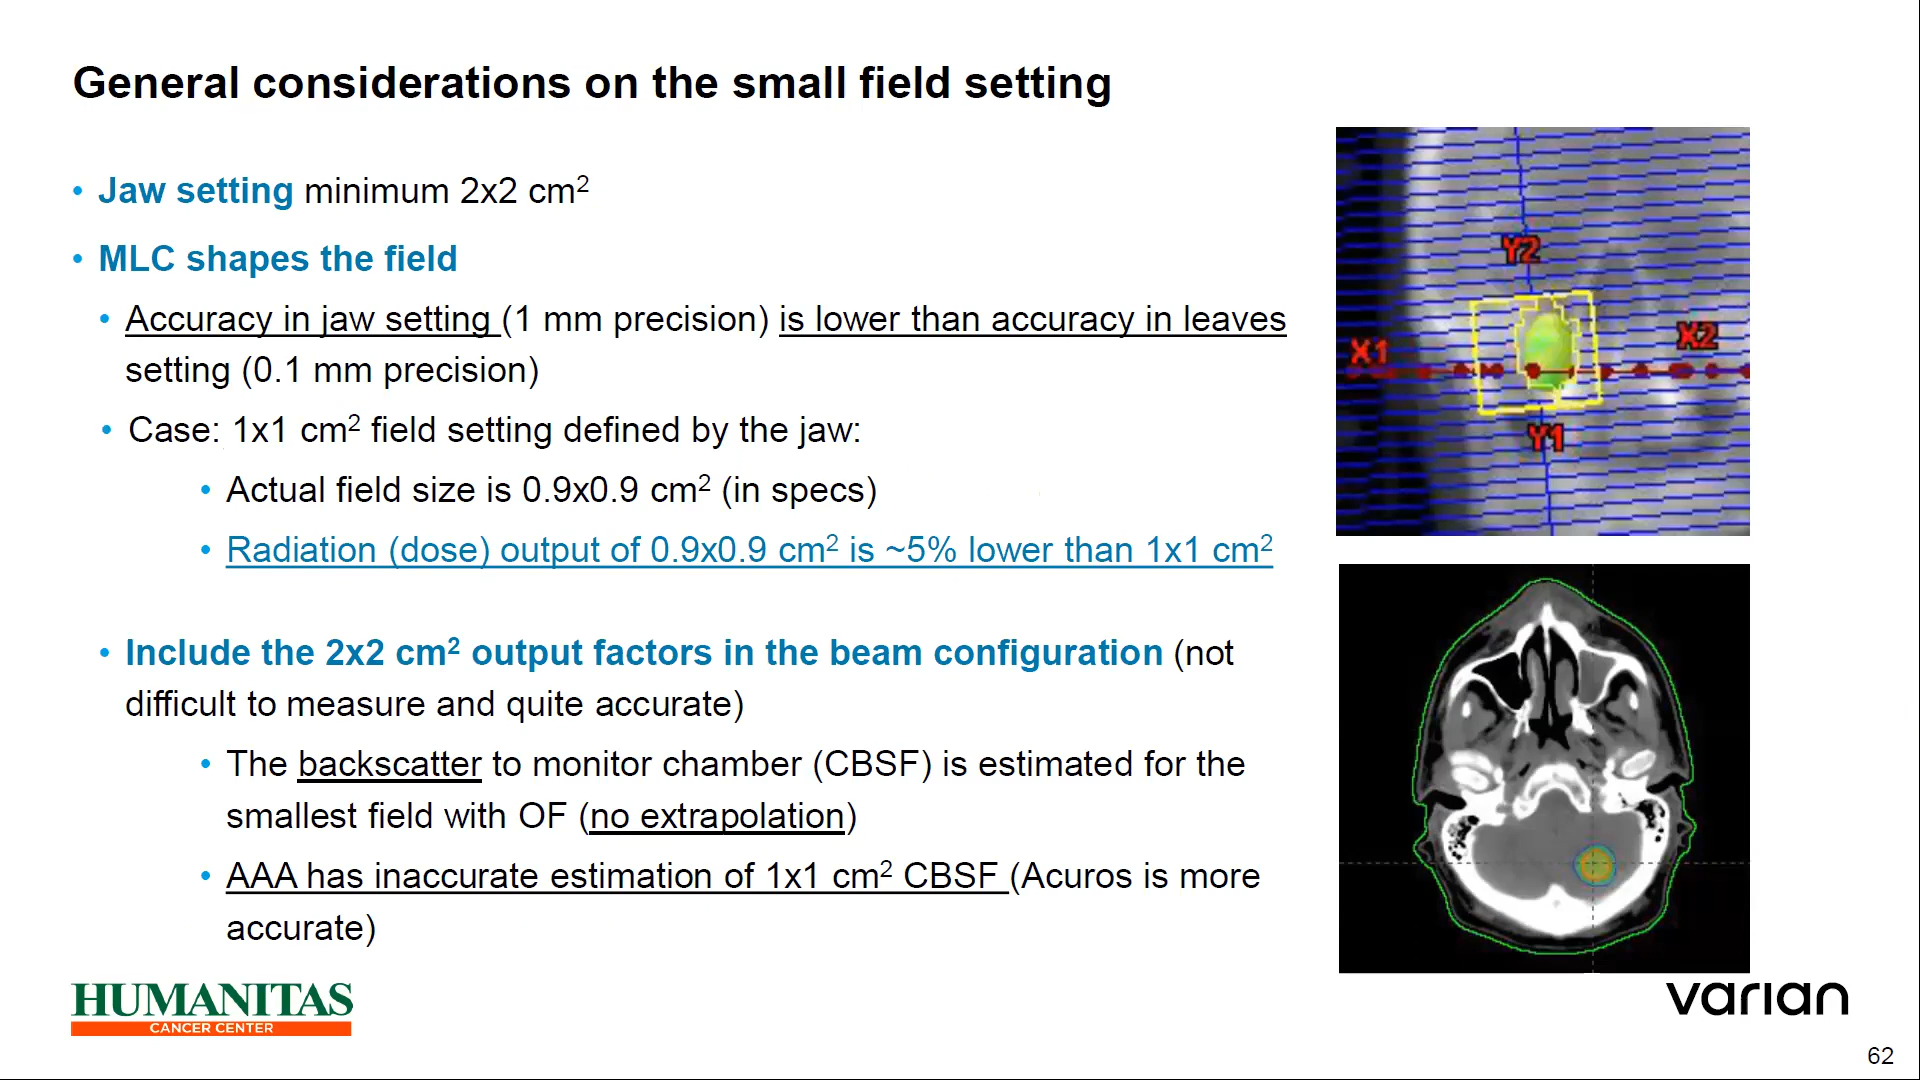 General considerations on the small field setting
• Jaw setting minimum 2x2 cm²
• MLC shapes the field
• Accuracy in jaw setting (1 mm precision) is lower than accuracy in leaves
setting (0.1 mm precision)
• Case: 1x1 cm² field setting defined by the jaw:
• Actual field size is 0.9x0.9 cm² (in specs)
• Radiation (dose) output of 0.9x0.9 cm² is ~5% lower than 1x1 cm²
• Include the 2x2 cm² output factors in the beam configuration (not
difficult to measure and quite accurate)
• The backscatter to monitor chamber (CBSF) is estimated for the
smallest field with OF (no extrapolation)
• AAA has inaccurate estimation of 1x1 cm² CBSF (Acuros is more
accurate)
Y2
X1
X2
Y1
HUMANITAS
CANCER CENTER
varian
62